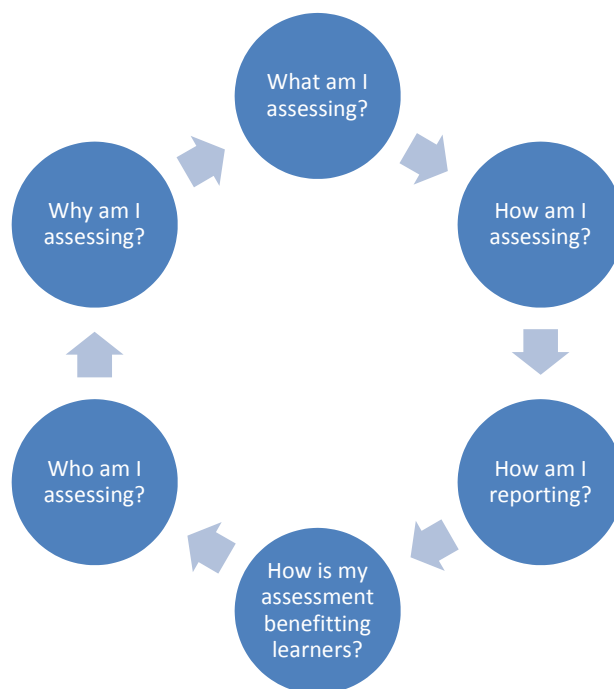 What am I
assessing?
How am I
assessing?
How am I
reporting?
How is my
assessment
benefitting
learners?
Who am I
assessing?
Why am I
assessing?